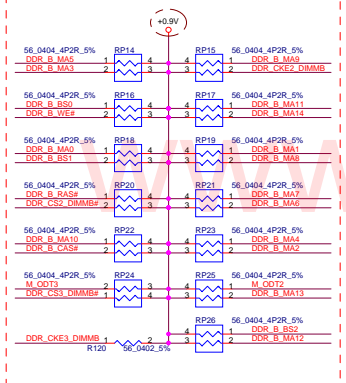 +0.9V
56_0404_4P2R_5% RP14 RP15 56_0404_4P2R_5%
DDR_B_MA5 1 4 4 1 DDR_B_MA9
DDR_B_MA3 2 3 3 2 DDR_CKE2_DIMMB
56_0404_4P2R_5% RP16 RP17 56_0404_4P2R_5%
DDR_B_BS0 1 4 4 1 DDR_B_MA11
DDR_B_WE# 2 3 3 2 DDR_B_MA14
56_0404_4P2R_5% RP18 RP19 56_0404_4P2R_5%
DDR_B_MA0 1 4 4 1 DDR_B_MA1
DDR_B_BS1 2 3 3 2 DDR_B_MA8
56_0404_4P2R_5% RP20 RP21 56_0404_4P2R_5%
DDR_B_RAS# 1 4 4 1 DDR_B_MA7
DDR_CS2_DIMMB# 2 3 3 2 DDR_B_MA6
56_0404_4P2R_5% RP22 RP23 56_0404_4P2R_5%
DDR_B_MA10 1 4 4 1 DDR_B_MA4
DDR_B_CAS# 2 3 3 2 DDR_B_MA2
56_0404_4P2R_5% RP24 RP25 56_0404_4P2R_5%
M_ODT3 1 4 4 1 M_ODT2
DDR_CS3_DIMMB# 2 3 3 2 DDR_B_MA13
RP26 56_0404_4P2R_5%
4 1 DDR_B_BS2
DDR_CKE3_DIMMB 1 2 3 2 DDR_B_MA12
R120 56_0402_5%
WWW